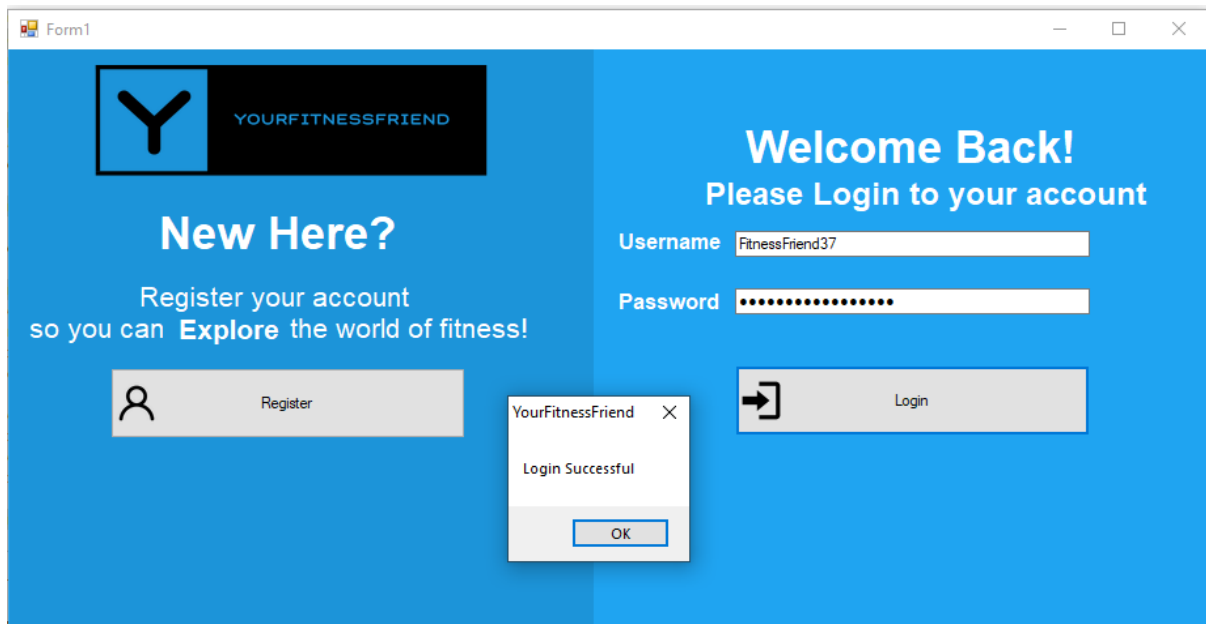 Form1
Y
YOURFITNESSFRIEND
New Here?
Register your account
so you can Explore the world of fitness!
Register
Welcome Back!
Please Login to your account
Username FitnessFriend37
Password •••••••••••••••••
Login
YourFitnessFriend
Login Successful
OK